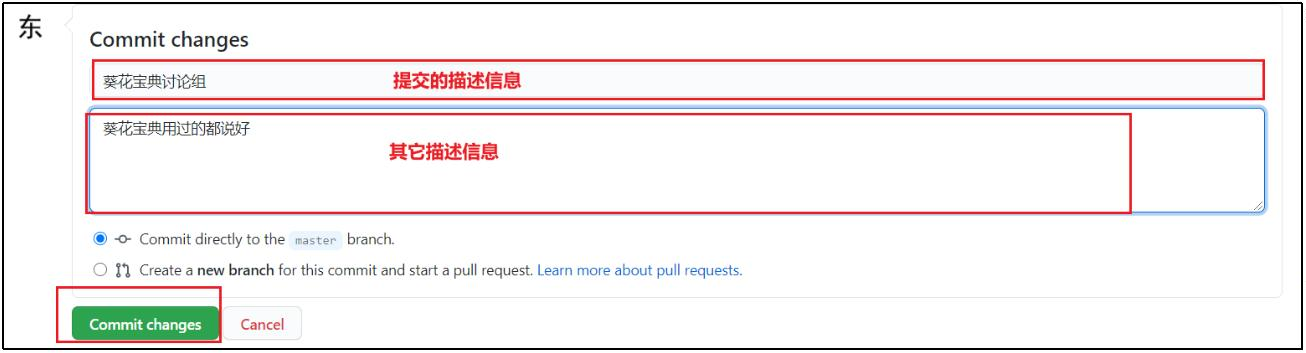 东
Commit changes
葵花宝典讨论组 提交的描述信息
葵花宝典用过的都说好
其它描述信息
Commit directly to the master branch.
Create a new branch for this commit and start a pull request. Learn more about pull requests.
Commit changes Cancel